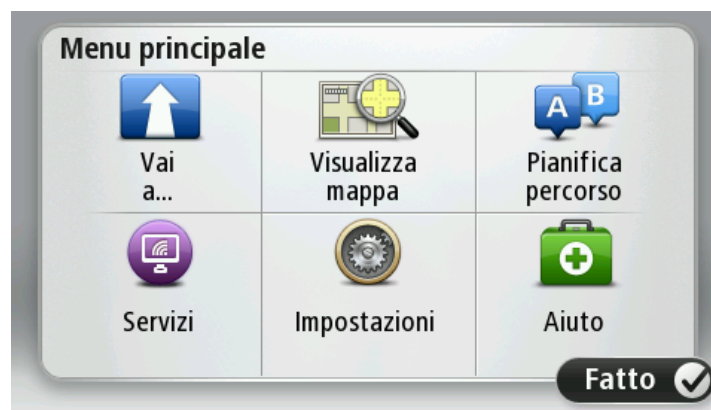 Menu principale
A B
Vai
a...
Visualizza
mappa
Pianifica
percorso
Servizi
Impostazioni
Aiuto
Fatto